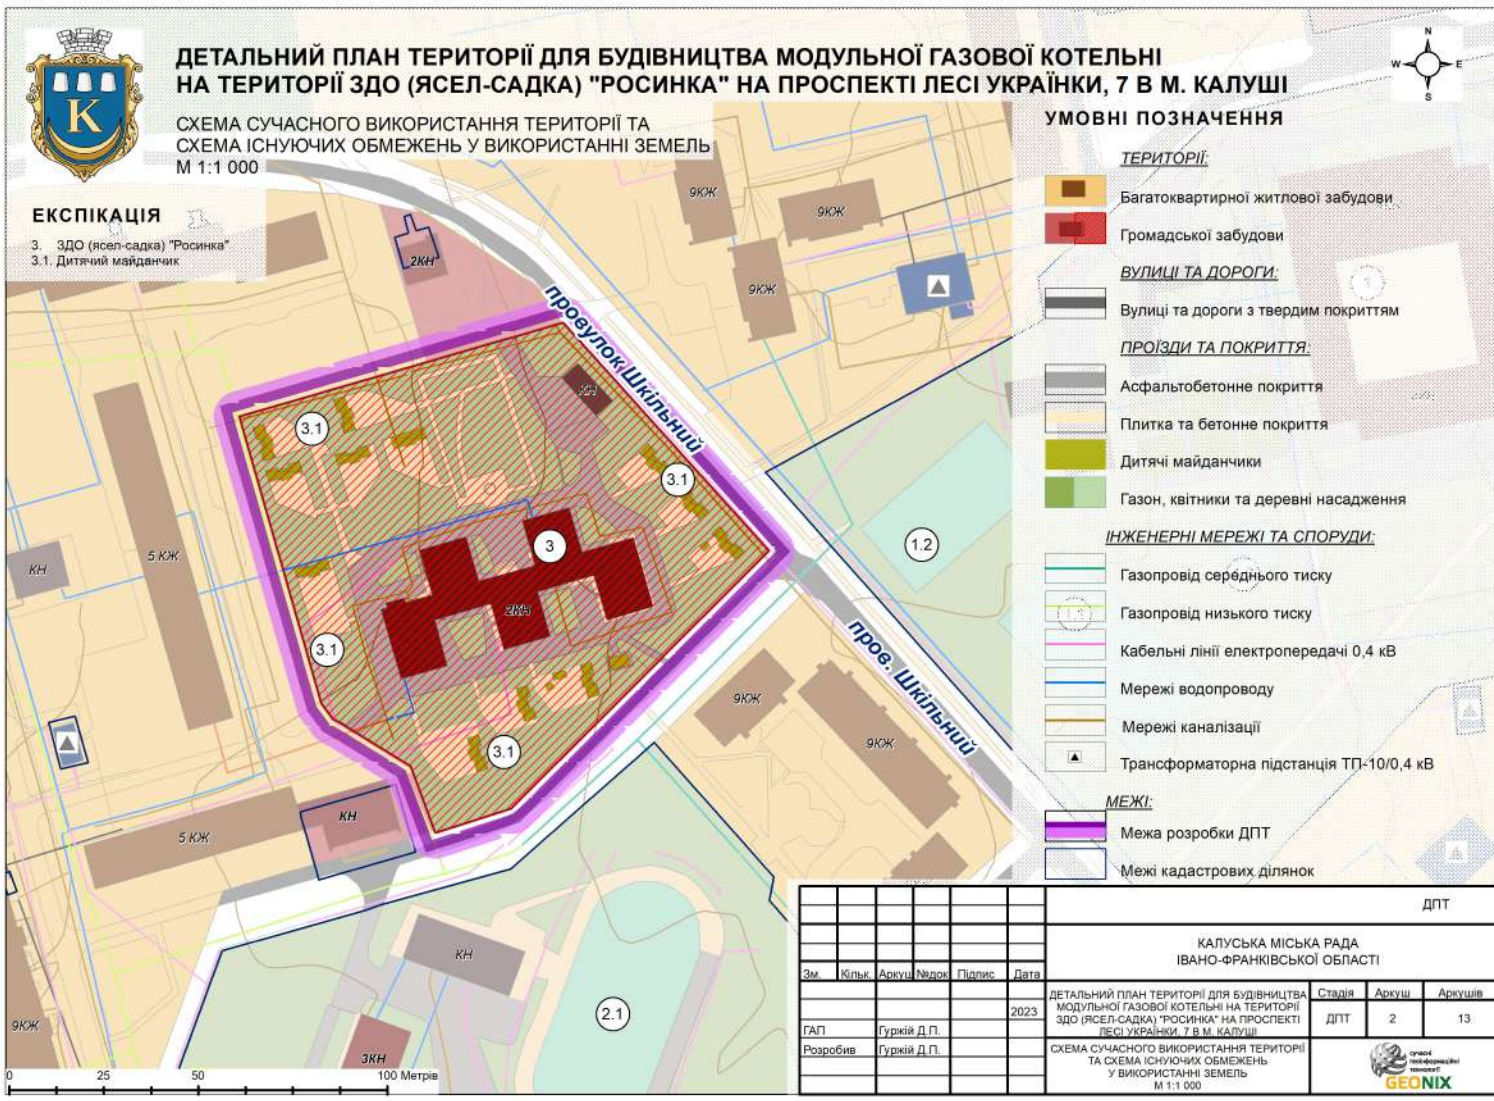 ДЕТАЛЬНИЙ ПЛАН ТЕРИТОРІЇ ДЛЯ БУДІВНИЦТВА МОДУЛЬНОЇ ГАЗОВОЇ КОТЕЛЬНІ
НА ТЕРИТОРІЇ ЗДО (ЯСЕЛ-САДКА) "РОСИНКА" НА ПРОСПЕКТІ ЛЕСІ УКРАЇНКИ, 7 В М. КАЛУШІ
СХЕМА СУЧАСНОГО ВИКОРИСТАННЯ ТЕРИТОРІЇ ТА
СХЕМА ІСНУЮЧИХ ОБМЕЖЕНЬ У ВИКОРИСТАННІ ЗЕМЕЛЬ
М 1:1 000
К
N
W
E
S
ЕКСПІКАЦІЯ
3. ЗДО (ясел-садка) "Росинка"
3.1. Дитячий майданчик
УМОВНІ ПОЗНАЧЕННЯ
ТЕРИТОРІЇ:
Багатоквартирної житлової забудови
Громадської забудови
ВУЛИЦІ ТА ДОРОГИ:
Вулиці та дороги з твердим покриттям
ПРОЇЗДИ ТА ПОКРИТТЯ:
Асфальтобетонне покриття
Плитка та бетонне покриття
Дитячі майданчики
Газон, квітники та деревні насадження
ІНЖЕНЕРНІ МЕРЕЖІ ТА СПОРУДИ:
Газопровід середнього тиску
Газопровід низького тиску
Кабельні лінії електропередачі 0,4 кВ
Мережі водопроводу
Мережі каналізації
Трансформаторна підстанція ТП-10/0,4 кВ
МЕЖІ:
Межа розробки ДПТ
Межі кадастрових ділянок
9КЖ
9КЖ
2КН
9КЖ
провулок Шкільний
КН
3.1
3.1
3
1.2
5 КЖ
КН
2КН
3.1
пров. Шкільний
9КЖ
9КЖ
3.1
КН
5 КЖ
КН
2.1
9КЖ
3КН
0 25 50 100 Метрів
ДПТ
КАЛУСЬКА МІСЬКА РАДА
ІВАНО-ФРАНКІВСЬКОЇ ОБЛАСТІ
Зм. Кільк. Аркуш №док Підпис Дата
2023
ГАП Гуржій Д.П.
Розробив Гуржій Д.П.
ДЕТАЛЬНИЙ ПЛАН ТЕРИТОРІЇ ДЛЯ БУДІВНИЦТВА
МОДУЛЬНОЇ ГАЗОВОЇ КОТЕЛЬНІ НА ТЕРИТОРІЇ
ЗДО (ЯСЕЛ-САДКА) "РОСИНКА" НА ПРОСПЕКТІ
ЛЕСІ УКРАЇНКИ, 7 В М. КАЛУШІ
Стадія Аркуш Аркушів
ДПТ 2 13
СХЕМА СУЧАСНОГО ВИКОРИСТАННЯ ТЕРИТОРІЇ
ТА СХЕМА ІСНУЮЧИХ ОБМЕЖЕНЬ
У ВИКОРИСТАННІ ЗЕМЕЛЬ
М 1:1 000
сучасні
геоінформаційні
технології
GEONIX